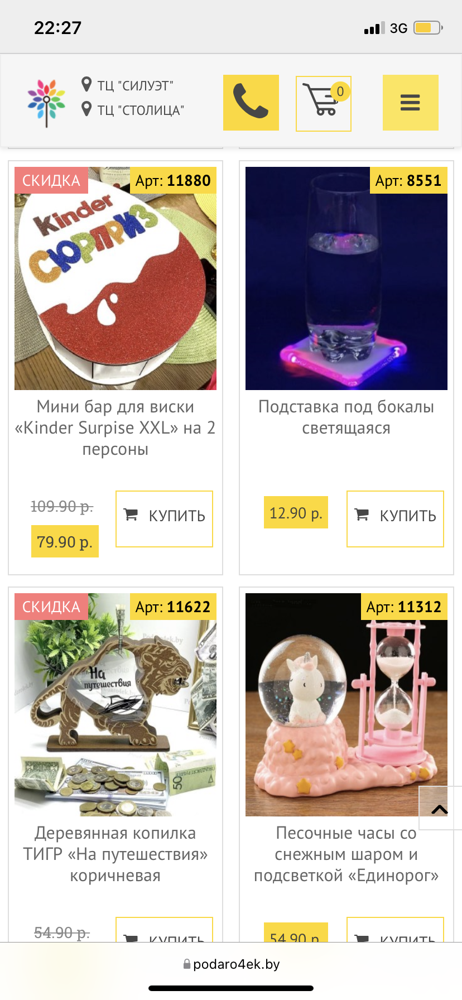 22:27
3G
ТЦ "СИЛУЭТ"
ТЦ "СТОЛИЦА"
0
СКИДКА
Арт: 11880
Kinder
СЮРПРИЗ
Мини бар для виски
«Kinder Surpise XXL» на 2
персоны
109.90 р.
79.90 р.
КУПИТЬ
Арт: 8551
Подставка под бокалы
светящаяся
12.90 р.
КУПИТЬ
СКИДКА
Арт: 11622
Podaro4ek.by
На
путешествия
50
Деревянная копилка
ТИГР «На путешествия»
коричневая
54.90 р.
КУПИТЬ
Арт: 11312
Песочные часы со
снежным шаром и
подсветкой «Единорог»
54.90 р.
КУПИТЬ
podaro4ek.by